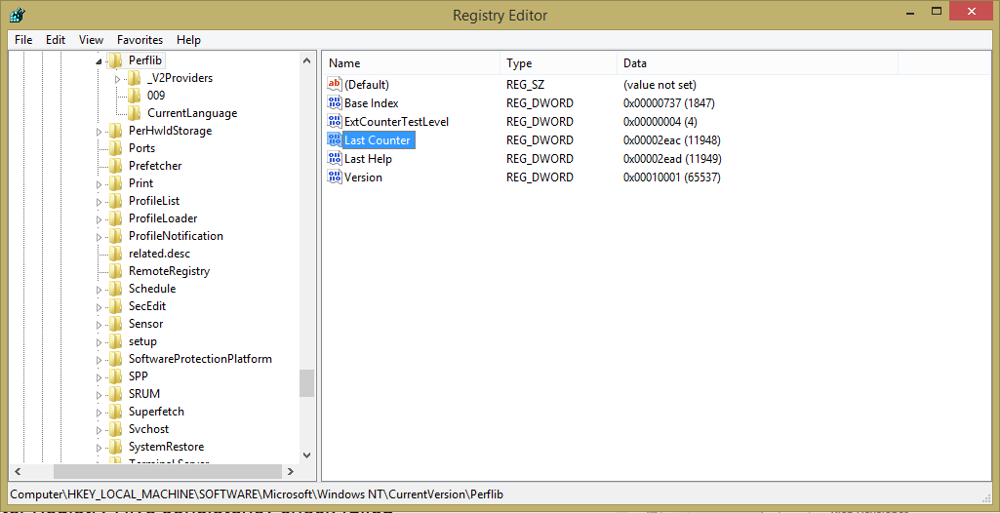 Registry Editor
File Edit View Favorites Help
Perflib
_V2Providers
009
CurrentLanguage
PerHwIdStorage
Ports
Prefetcher
Print
ProfileList
ProfileLoader
ProfileNotification
related.desc
RemoteRegistry
Schedule
SecEdit
Sensor
setup
SoftwareProtectionPlatform
SPP
SRUM
Superfetch
Svchost
SystemRestore
Terminal Server
Name Type Data
ab (Default) REG_SZ (value not set)
Base Index REG_DWORD 0x00000737 (1847)
ExtCounterTestLevel REG_DWORD 0x00000004 (4)
Last Counter REG_DWORD 0x00002eac (11948)
Last Help REG_DWORD 0x00002ead (11949)
Version REG_DWORD 0x00010001 (65537)
Computer\HKEY_LOCAL_MACHINE\SOFTWARE\Microsoft\Windows NT\CurrentVersion\Perflib